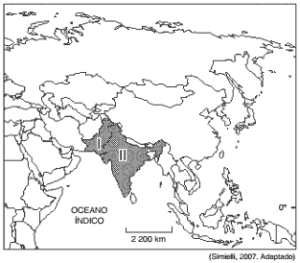 I
II
OCEANO
ÍNDICO
0°
2 200 km
(Simielli, 2007. Adaptado)